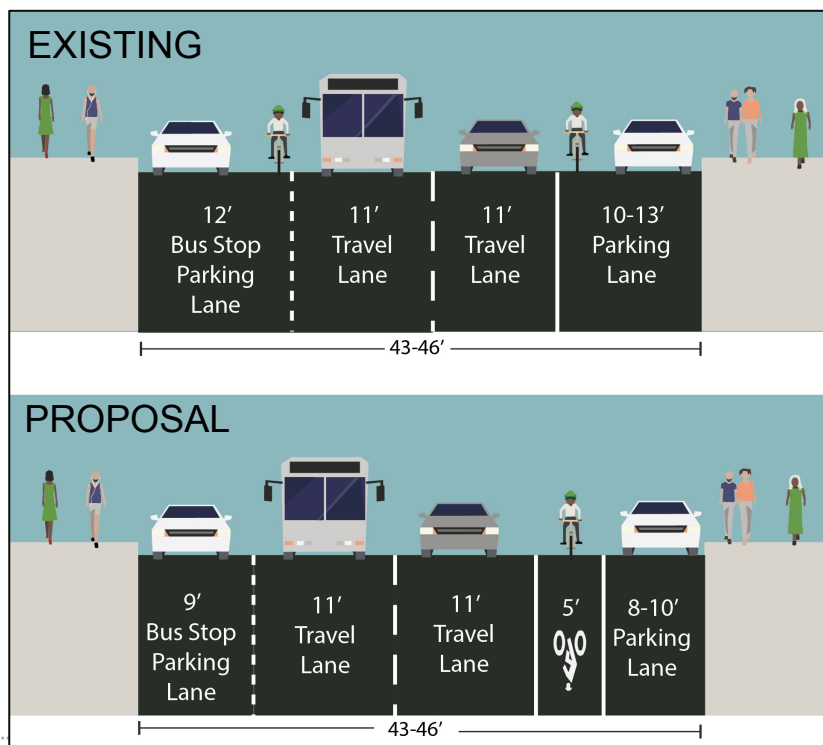 EXISTING
12’
Bus Stop
Parking
Lane
11’
Travel
Lane
11’
Travel
Lane
10-13’
Parking
Lane
43-46’
PROPOSAL
9’
Bus Stop
Parking
Lane
11’
Travel
Lane
11’
Travel
Lane
5’
8-10’
Parking
Lane
43-46’